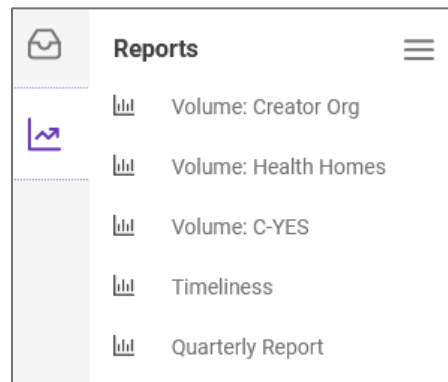 Reports
Volume: Creator Org
Volume: Health Homes
Volume: C-YES
Timeliness
Quarterly Report